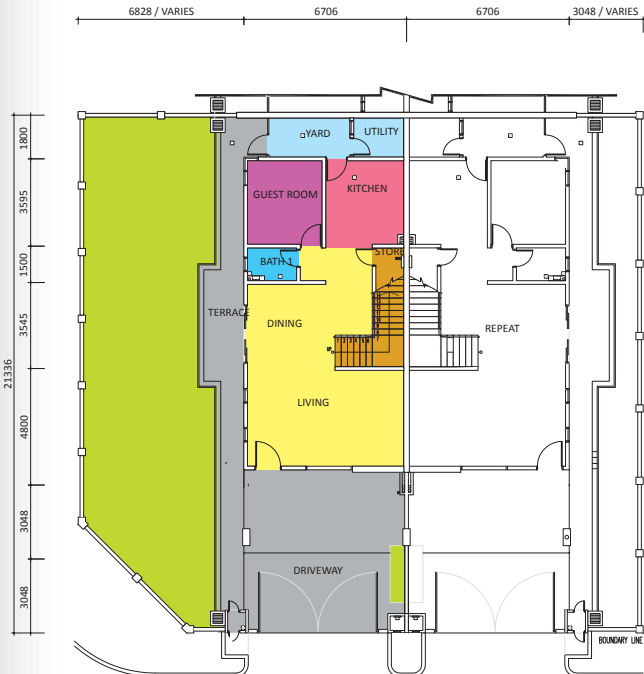 6828 / VARIES
6706
6706
3048 / VARIES
1800
3595
1500
3545
4800
3048
3048
21336
YARD
UTILITY
GUEST ROOM
KITCHEN
BATH 1
STORE
TERRACE
DINING
REPEAT
LIVING
DRIVEWAY
BOUNDARY LINE